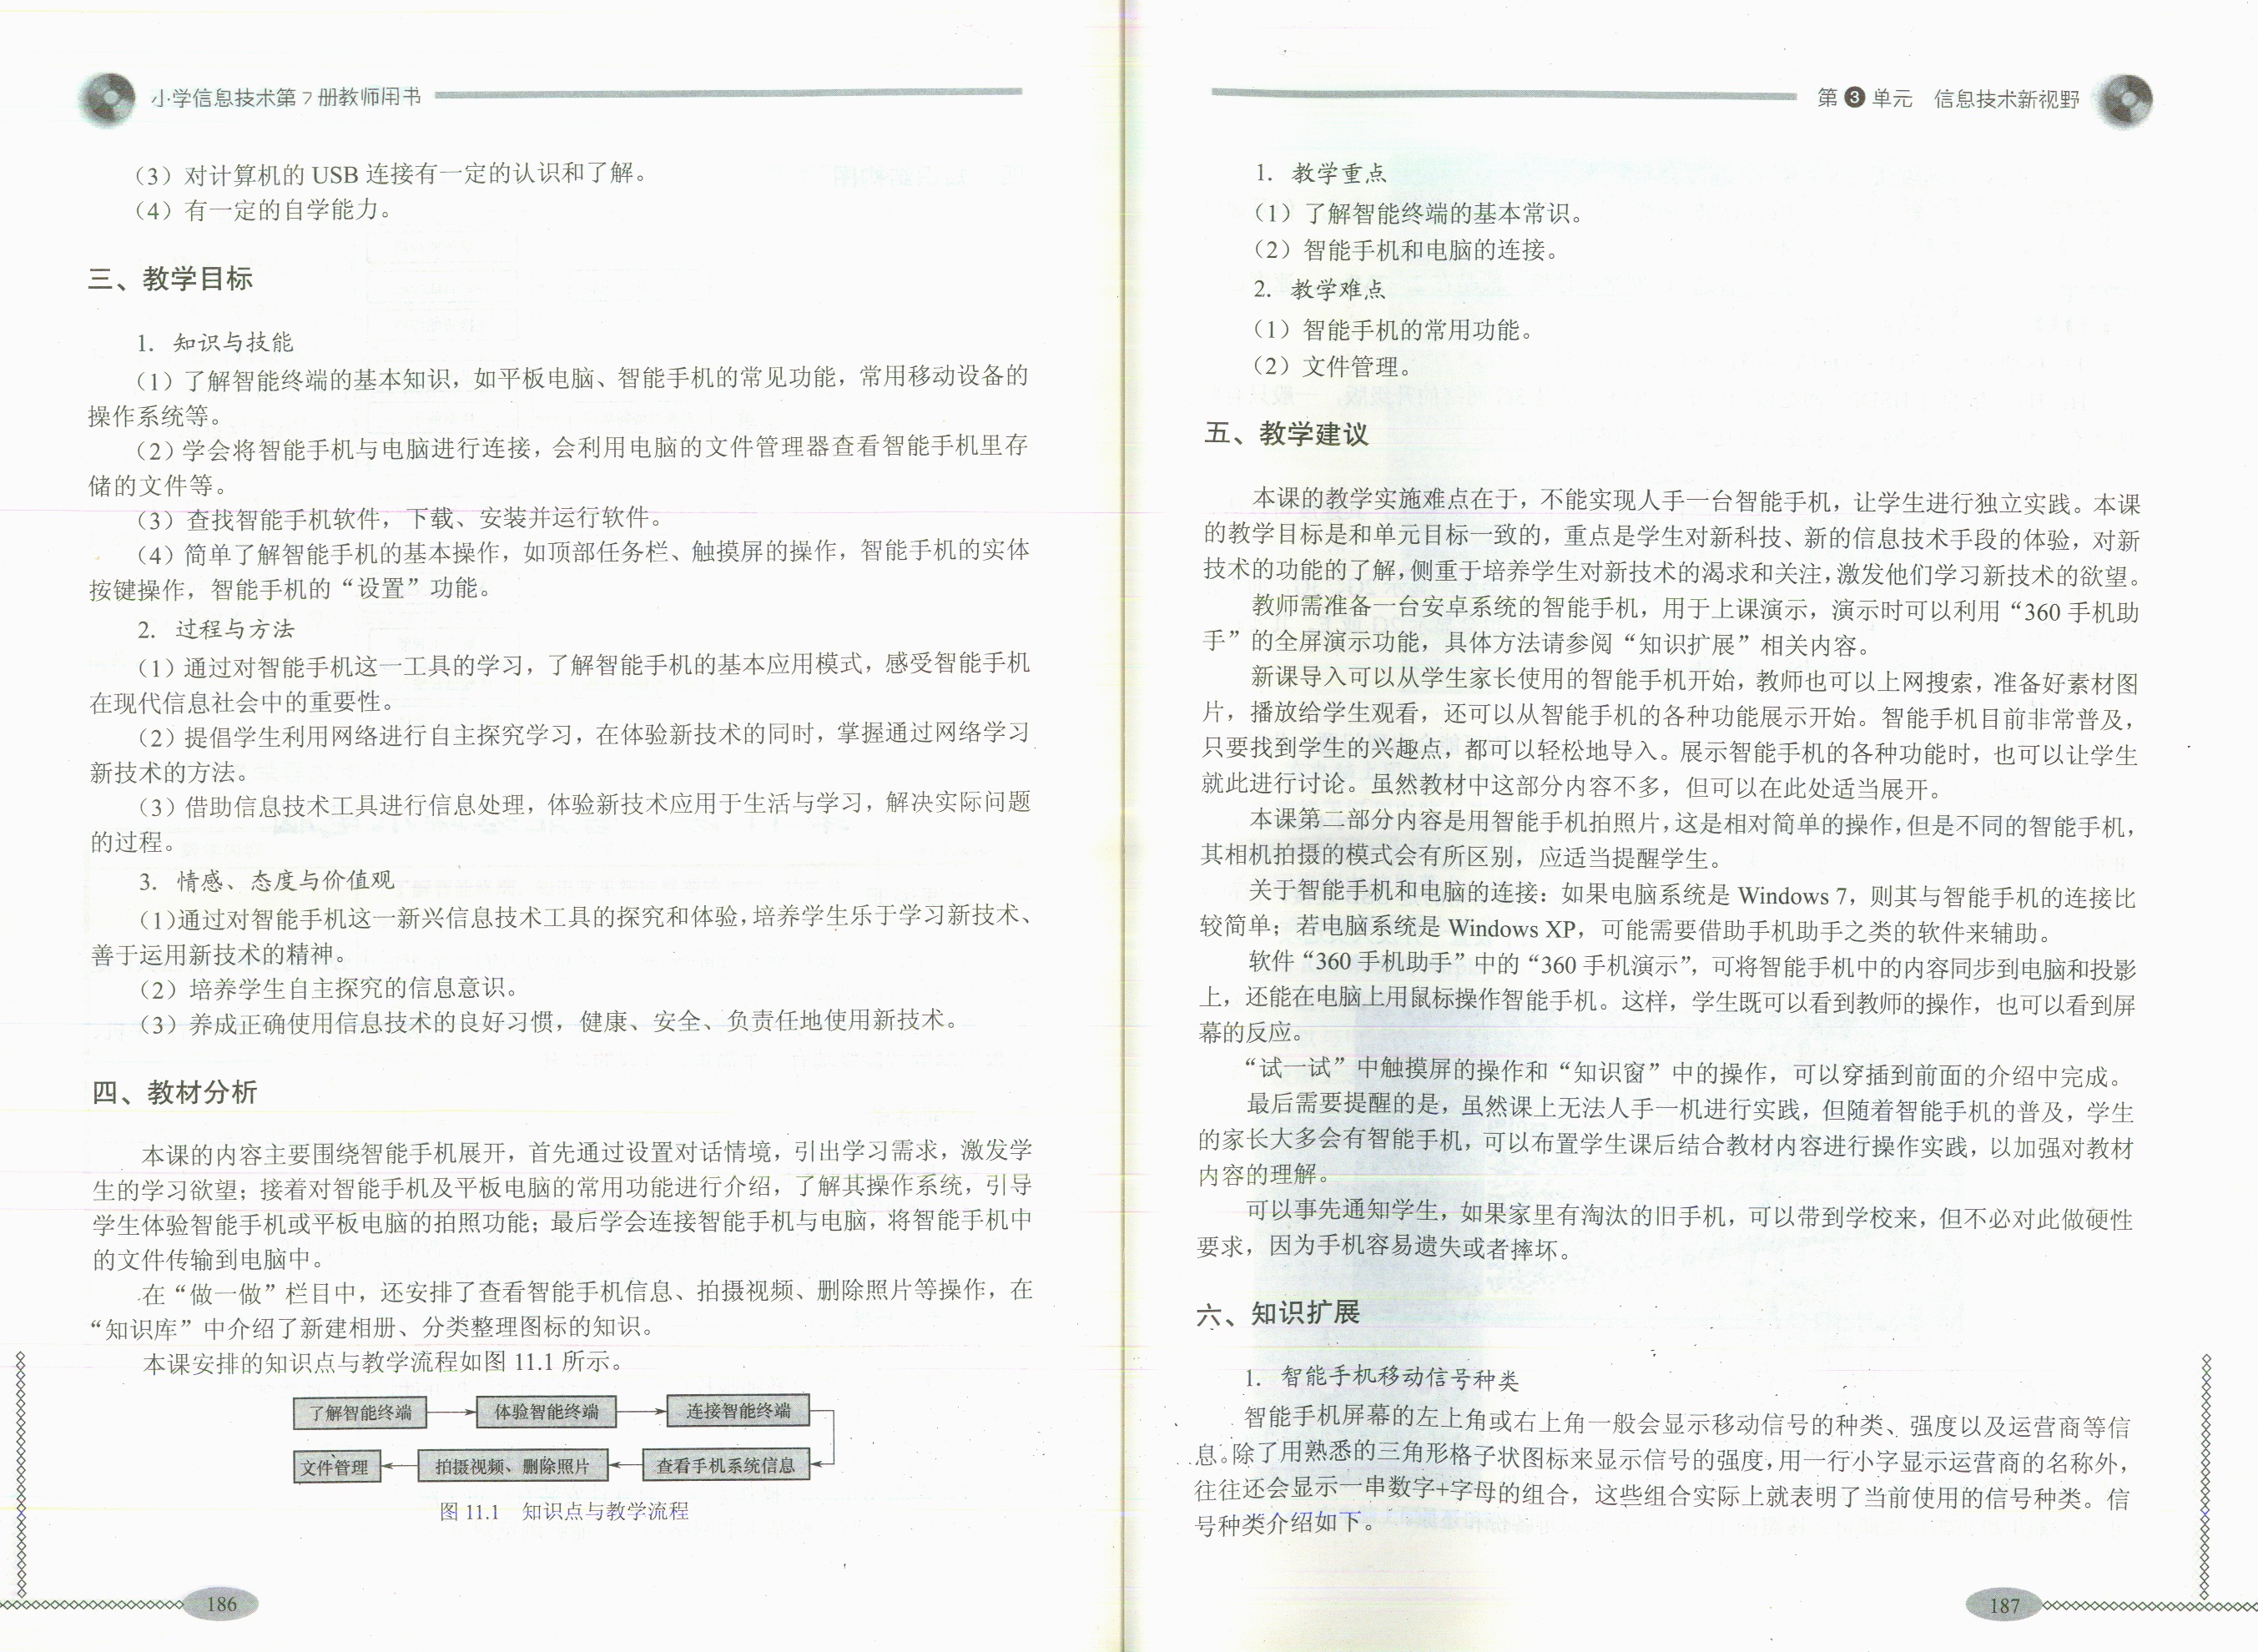 小学信息技术第7册教师用书
（3）对计算机的 USB 连接有一定的认识和了解。
（4）有一定的自学能力。
三、教学目标
1. 知识与技能
（1）了解智能终端的基本知识，如平板电脑、智能手机的常见功能，常用移动设备的
操作系统等。
（2）学会将智能手机与电脑进行连接，会利用电脑的文件管理器查看智能手机里存
储的文件等。
（3）查找智能手机软件，下载、安装并运行软件。
（4）简单了解智能手机的基本操作，如顶部任务栏、触摸屏的操作，智能手机的实体
按键操作，智能手机的“设置”功能。
2. 过程与方法
（1）通过对智能手机这一工具的学习，了解智能手机的基本应用模式，感受智能手机
在现代信息社会中的重要性。
（2）提倡学生利用网络进行自主探究学习，在体验新技术的同时，掌握通过网络学习
新技术的方法。
（3）借助信息技术工具进行信息处理，体验新技术应用于生活与学习，解决实际问题
的过程。
3. 情感、态度与价值观
（1）通过对智能手机这一新兴信息技术工具的探究和体验，培养学生乐于学习新技术、
善于运用新技术的精神。
（2）培养学生自主探究的信息意识。
（3）养成正确使用信息技术的良好习惯，健康、安全、负责任地使用新技术。
四、教材分析
本课的内容主要围绕智能手机展开，首先通过设置对话情境，引出学习需求，激发学
生的学习欲望；接着对智能手机及平板电脑的常用功能进行介绍，了解其操作系统，引导
学生体验智能手机或平板电脑的拍照功能；最后学会连接智能手机与电脑，将智能手机中
的文件传输到电脑中。
在“做一做”栏目中，还安排了查看智能手机信息、拍摄视频、删除照片等操作，在
“知识库”中介绍了新建相册、分类整理图标的知识。
本课安排的知识点与教学流程如图 11.1 所示。
了解智能终端 体验智能终端 连接智能终端
文件管理 拍摄视频、删除照片 查看手机系统信息
图 11.1 知识点与教学流程
186
第3单元 信息技术新视野
1. 教学重点
（1）了解智能终端的基本常识。
（2）智能手机和电脑的连接。
2. 教学难点
（1）智能手机的常用功能。
（2）文件管理。
五、教学建议
本课的教学实施难点在于，不能实现人手一台智能手机，让学生进行独立实践。本课
的教学目标是和单元目标一致的，重点是学生对新科技、新的信息技术手段的体验，对新
技术的功能的了解，侧重于培养学生对新技术的渴求和关注，激发他们学习新技术的欲望。
教师需准备一台安卓系统的智能手机，用于上课演示，演示时可以利用“360 手机助
手”的全屏演示功能，具体方法请参阅“知识扩展”相关内容。
新课导入可以从学生家长使用的智能手机开始，教师也可以上网搜索，准备好素材图
片，播放给学生观看，还可以从智能手机的各种功能展示开始。智能手机目前非常普及，
只要找到学生的兴趣点，都可以轻松地导入。展示智能手机的各种功能时，也可以让学生
就此进行讨论。虽然教材中这部分内容不多，但可以在此处适当展开。
本课第二部分内容是用智能手机拍照片，这是相对简单的操作，但是不同的智能手机，
其相机拍摄的模式会有所区别，应适当提醒学生。
关于智能手机和电脑的连接：如果电脑系统是 Windows 7，则其与智能手机的连接比
较简单；若电脑系统是 Windows XP，可能需要借助手机助手之类的软件来辅助。
软件“360 手机助手”中的“360 手机演示”，可将智能手机中的内容同步到电脑和投影
上，还能在电脑上用鼠标操作智能手机。这样，学生既可以看到教师的操作，也可以看到屏
幕的反应。
“试一试”中触摸屏的操作和“知识窗”中的操作，可以穿插到前面的介绍中完成。
最后需要提醒的是，虽然课上无法人手一机进行实践，但随着智能手机的普及，学生
的家长大多会有智能手机，可以布置学生课后结合教材内容进行操作实践，以加强对教材
内容的理解。
可以事先通知学生，如果家里有淘汰的旧手机，可以带到学校来，但不必对此做硬性
要求，因为手机容易遗失或者摔坏。
六、知识扩展
1. 智能手机移动信号种类
智能手机屏幕的左上角或右上角一般会显示移动信号的种类、强度以及运营商等信
息。除了用熟悉的三角形格子状图标来显示信号的强度，用一行小字显示运营商的名称外，
往往还会显示一串数字+字母的组合，这些组合实际上就表明了当前使用的信号种类。信
号种类介绍如下。
187